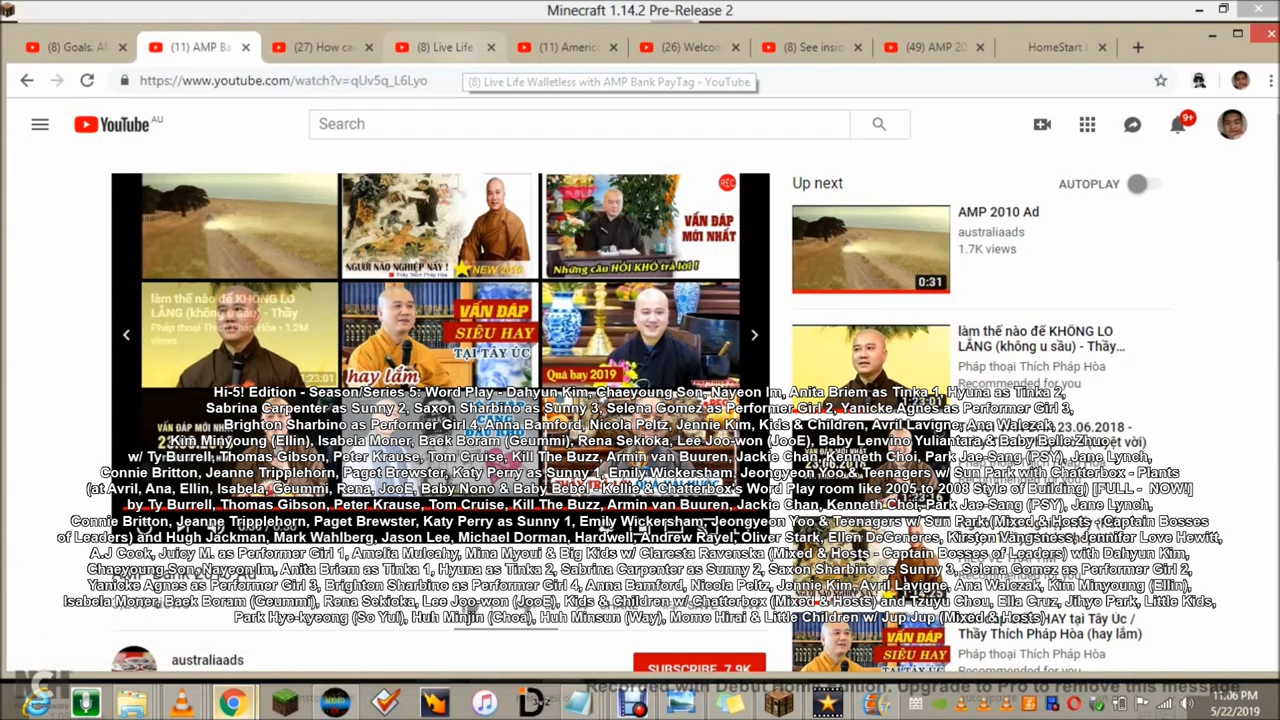 Minecraft 1.14.2 Pre-Release 2
(8) Goals. A
(11) AMP Ba
(27) How ca
(8) Live Life
(11) Americ
(26) Welcon
(8) See insid
(49) AMP 20
HomeStart
https://www.youtube.com/watch?v=qUv5q_L6Lyo
(8) Live Life Walletless with AMP Bank PayTag - YouTube
YouTube AU
Search
9+
Up next
AUTOPLAY
REC
NGƯỜI NÀO NGHIỆP NẶNG
NEW
VẤN ĐÁP
MỚI NHẤT
Những câu HỎI KHÓ trả lời!
AMP 2010 Ad
australiaads
1.7K views
0:31
làm thế nào để KHÔNG LO
LẮNG (không u sầu) - Thầy
Pháp thoại Thích Pháp Hòa • 1.2M
views
1:23:01
VẤN ĐÁP
SIÊU HAY
TẠI TÂY ÚC
hay lắm
Quá bay 2019
làm thế nào để KHÔNG LO
LẮNG (không u sầu) - Thầy...
Pháp thoại Thích Pháp Hòa
Recommended for you
Hi-5! Edition - Season/Series 5: Word Play - Dahyun Kim, Chaeyoung Son, Nayeon Im, Anita Briem as Tinka 1, Hyuna as Tinka 2,
Sabrina Carpenter as Sunny 2, Saxon Sharbino as Sunny 3, Selena Gomez as Performer Girl 2, Yanicke Agnes as Performer Girl 3,
Brighton Sharbino as Performer Girl 4, Anna Bamford, Nicola Peltz, Jennie Kim, Kids & Children, Avril Lavigne, Ana Walczak,
Kim Minyoung (Ellin), Isabela Moner, Baek Boram (Geummi), Rena Sekioka, Lee Joo-won (JooE), Baby Lenvino Yuliantara & Baby Belle Zhuo
w/ Ty Burrell, Thomas Gibson, Peter Krause, Tom Cruise, Kill The Buzz, Armin van Buuren, Jackie Chan, Kenneth Choi, Park Jae-Sang (PSY), Jane Lynch,
Connie Britton, Jeanne Tripplehorn, Paget Brewster, Katy Perry as Sunny 1, Emily Wickersham, Jeongyeon Yoo & Teenagers w/ Sun Park with Chatterbox - Plants
(at Avril, Ana, Ellin, Isabela, Geummi, Rena, JooE, Baby Nono & Baby Bebel - Kellie & Chatterbox's Word Play room like 2005 to 2008 Style of Building) [FULL - NOW!]
by Ty Burrell, Thomas Gibson, Peter Krause, Tom Cruise, Kill The Buzz, Armin van Buuren, Jackie Chan, Kenneth Choi, Park Jae-Sang (PSY), Jane Lynch,
Connie Britton, Jeanne Tripplehorn, Paget Brewster, Katy Perry as Sunny 1, Emily Wickersham, Jeongyeon Yoo & Teenagers w/ Sun Park (Mixed & Hosts - Captain Bosses
of Leaders) and Hugh Jackman, Mark Wahlberg, Jason Lee, Michael Dorman, Hardwell, Andrew Rayel, Oliver Stark, Ellen DeGeneres, Kirsten Vangsness, Jennifer Love Hewitt,
A.J Cook, Juicy M. as Performer Girl 1, Amelia Mulcahy, Mina Myoui & Big Kids w/ Claresta Ravenska (Mixed & Hosts - Captain Bosses of Leaders) with Dahyun Kim,
Chaeyoung Son, Nayeon Im, Anita Briem as Tinka 1, Hyuna as Tinka 2, Sabrina Carpenter as Sunny 2, Saxon Sharbino as Sunny 3, Selena Gomez as Performer Girl 2,
Yanicke Agnes as Performer Girl 3, Brighton Sharbino as Performer Girl 4, Anna Bamford, Nicola Peltz, Jennie Kim- Avril Lavigne, Ana Walczak, Kim Minyoung (Ellin),
Isabela Moner, Baek Boram (Geummi), Rena Sekioka, Lee Joo-won (JooE), Kids & Children w/ Chatterbox (Mixed & Hosts) and Tzuyu Chou, Ella Cruz, Jihyo Park, Little Kids,
Park Hye-kyeong (So Yul), Huh Minjin (Choa), Huh Minsun (Way), Momo Hirai & Little Children w/ Jup Jup (Mixed & Hosts)
23.06.2018 -
Thầy Thích Pháp Hòa (hay lắm)
Pháp thoại Thích Pháp Hòa
Recommended for you
VẤN ĐÁP
SIÊU HAY
australiaads
SUBSCRIBE 7.9K
Recorded with Debut Home Edition. Upgrade to Pro to remove this message
NCH
11:06 PM
5/22/2019